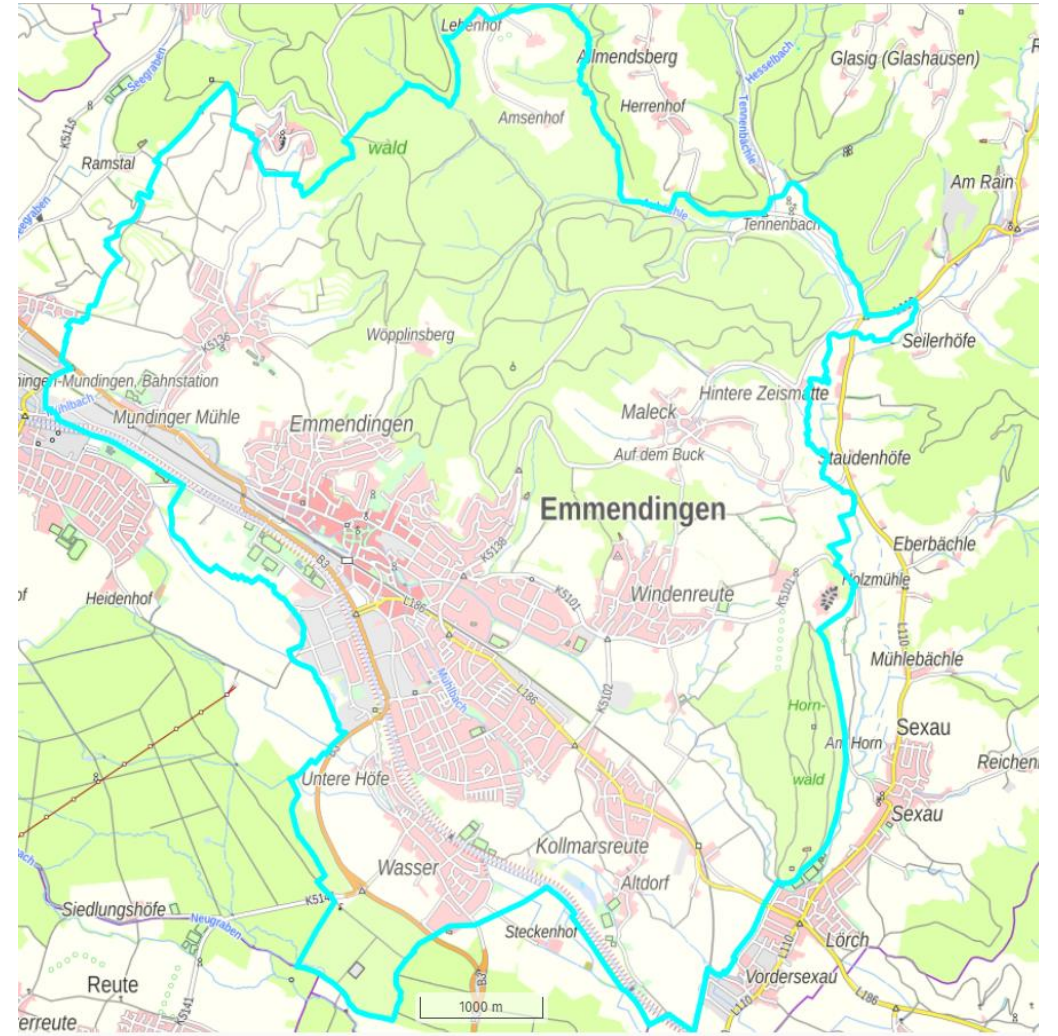 Lehenhof
Allmendsberg
Glasig (Glashausen)
Seegraben
Hesselbach
Herrenhof
Amsenhof
Tennenbächle
K5115
wald
Ramstal
Am Rain
Seegraben
Tennenbach
Wöpplinsberg
K5136
Seilerhöfe
Mundingen, Bahnstation
Hintere Zeismatte
Mühlbach
Mundinger Mühle
Emmendingen
Maleck
Auf dem Buck
Staudenhöfe
Emmendingen
K5138
Eberbächle
B3
K5101
K5101
Holzmühle
Heidenhof
Windenreute
L186
L110
Mühlebächle
Mühlbach
K5102
L186
Horn-
Sexau
Am Horn
B3
Untere Höfe
wald
Sexau
Kollmarsreute
Wasser
Altdorf
Siedlungshöfe
Neugraben
Steckenhof
Lörch
L110
K5141
B3
Vordersexau
Reute
1000 m
L110
L186